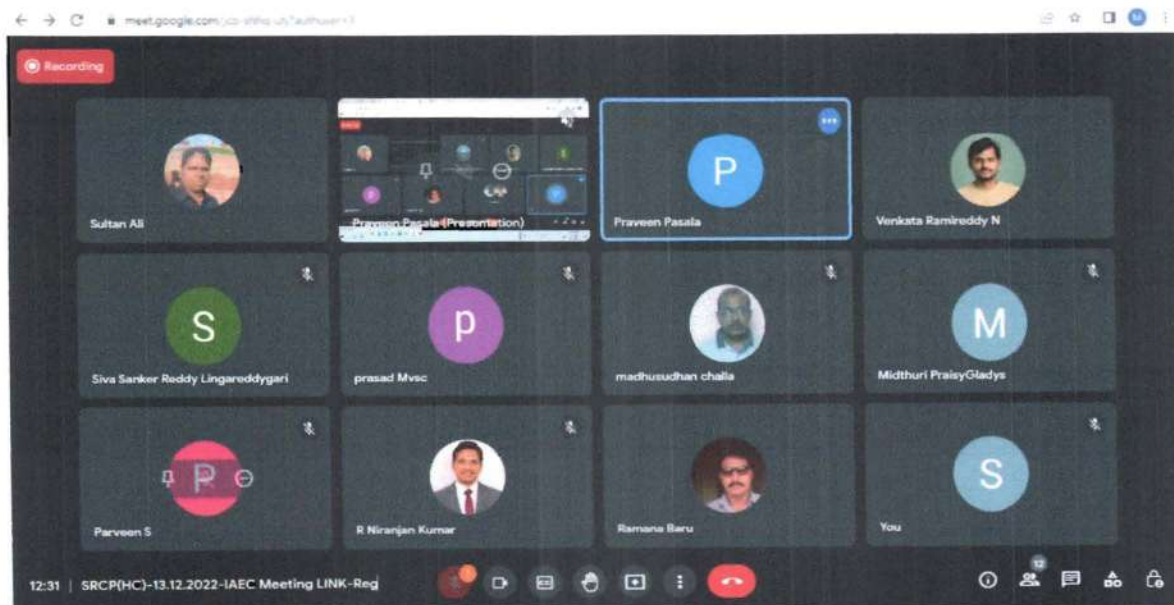 meet.google.com
Recording
Sultan Ali
Praveen Pasala (Presentation)
P
Praveen Pasala
Venkata Ramireddy N
S
Siva Sanker Reddy Lingareddygari
p
prasad Mvsc
madhusudhan challa
M
Midthuri PraisyGladys
P
Parveen S
R Niranjan Kumar
Ramana Baru
S
You
12:31 | SRCP(HC)-13.12.2022-IAEC Meeting LINK-Reg
12